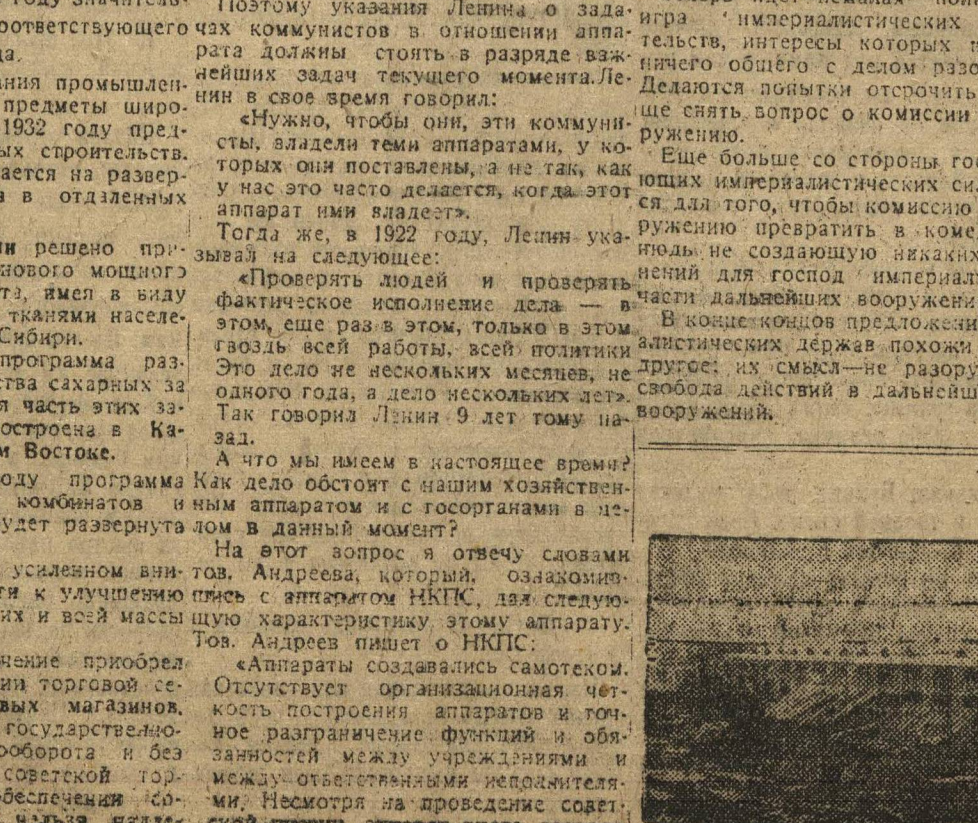 оответствующего
да.
ания промышлен-
предметы широ-
1932 году пред-
ых строительств.
ается на развер-
в отдаленных
и решено при-
нового мощного
та, имея в виду
тканями населе-
Сибири.
программа раз-
ства сахарных за
я часть этих за-
остроена в Ка-
м Востоке.
оду программа
комбинатов и
удет развернута
усиленном вни-
ти к улучшению
их и всей массы
чение приобрел
ии торговой се-
вых магазинов.
государственно-
ооборота и без
советской тор-
обеспечении со-
Поэтому указания Ленина о зада-
чах коммунистов в отношении аппа-
рата должны стоять в разряде важ-
нейших задач текущего момента. Ле-
нин в свое время говорил:
«Нужно, чтобы они, эти коммуни-
сты, владели теми аппаратами, у ко-
торых они поставлены, а не так, как
у нас это часто делается, когда этот
аппарат ими владеет».
Тогда же, в 1922 году, Ленин ука-
зывал на следующее:
«Проверять людей и проверять
фактическое исполнение дела — в
этом, еще раз в этом, только в этом
гвоздь всей работы, всей политики
Это дело не нескольких месяцев, не
одного года, а дело нескольких лет».
Так говорил Ленин 9 лет тому на-
зад.
А что мы имеем в настоящее время?
Как дело обстоит с нашим хозяйствен-
ным аппаратом и с госорганами в це-
лом в данный момент?
На этот вопрос я отвечу словами
тов. Андреева, который, ознакомив-
шись с аппаратом НКПС, дал следую-
щую характеристику этому аппарату.
Тов. Андреев пишет о НКПС:
«Аппараты создавались самотеком.
Отсутствует организационная чет-
кость построения аппаратов и точ-
ное разграничение функций и обя-
занностей между учреждениями и
между ответственными исполнителя-
ми. Несмотря на проведение совет-
игра империалистических
тельств, интересы которых
ничего общего с делом разо
Делаются попытки отсрочить
ще снять вопрос о комиссии
ружению.
Еще больше со стороны го
ющих империалистических си
ся для того, чтобы комиссию
ружению превратить в коме
нюдь не создающую никаких
нений для господ империал
части дальнейших вооружени
В конце концов предложени
алистических держав похожи
другое: их смысл—не разору
свобода действий в дальнейш
вооружений.